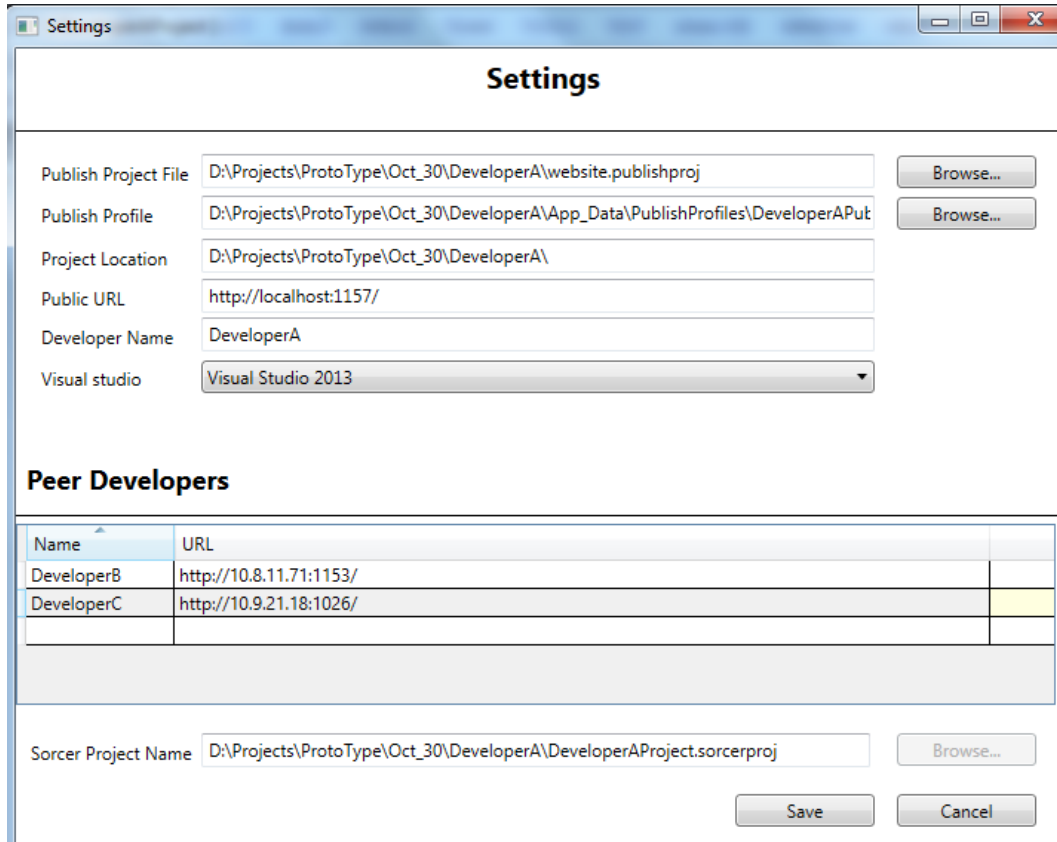 Settings
Settings
Publish Project File D:\Projects\ProtoType\Oct_30\DeveloperA\website.publishproj Browse...
Publish Profile D:\Projects\ProtoType\Oct_30\DeveloperA\App_Data\PublishProfiles\DeveloperAPub Browse...
Project Location D:\Projects\ProtoType\Oct_30\DeveloperA\
Public URL http://localhost:1157/
Developer Name DeveloperA
Visual studio Visual Studio 2013
Peer Developers
Name URL
DeveloperB http://10.8.11.71:1153/
DeveloperC http://10.9.21.18:1026/
Sorcer Project Name D:\Projects\ProtoType\Oct_30\DeveloperA\DeveloperAProject.sorcerproj Browse...
Save Cancel